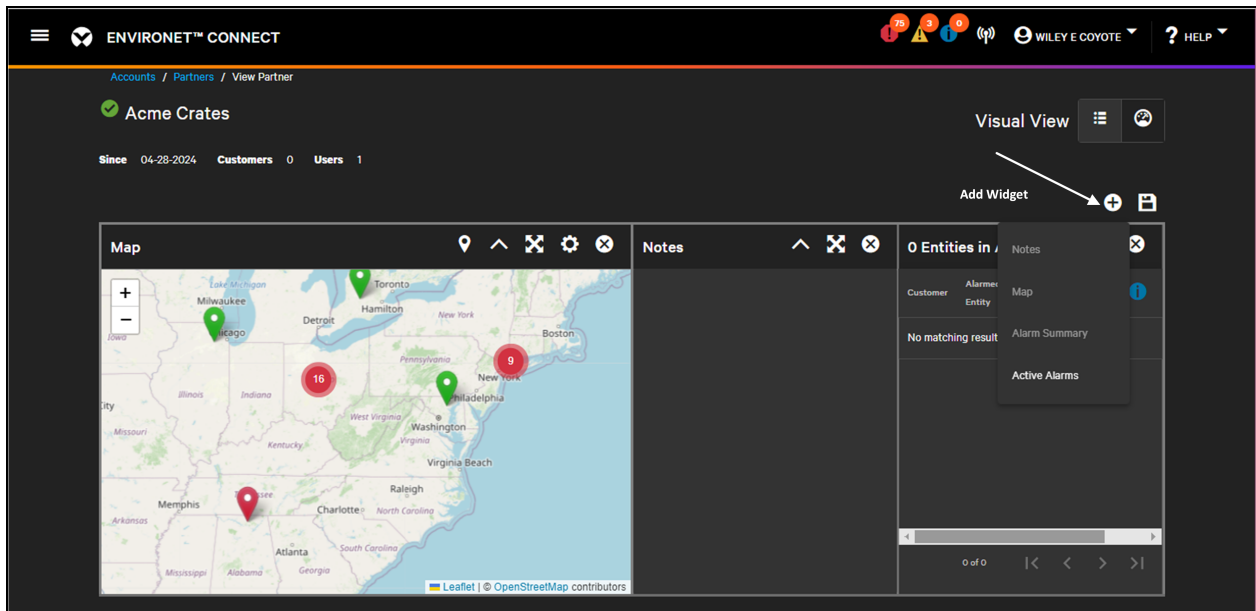 ENVIRONET™ CONNECT
75
3
0
WILEY E COYOTE
? HELP
Accounts / Partners / View Partner
Acme Crates
Visual View
Since 04-28-2024 Customers 0 Users 1
Add Widget
Map
Notes
0 Entities in
Notes
Map
Alarm Summary
Active Alarms
Customer
Alarmed
Entity
No matching result
0 of 0
+
−
Lake Michigan
Toronto
Milwaukee
Hamilton
New York
Detroit
Iowa
icago
Boston
Pennsylvania
9
16
New York
Illinois
Indiana
hiladelphia
ity
West Virginia
Washington
Missouri
Virginia
Kentucky
Virginia Beach
see
Raleigh
Memphis
Charlotte
North Carolina
Arkansas
Atlanta
South Carolina
Mississippi
Alabama
Georgia
Leaflet | © OpenStreetMap contributors